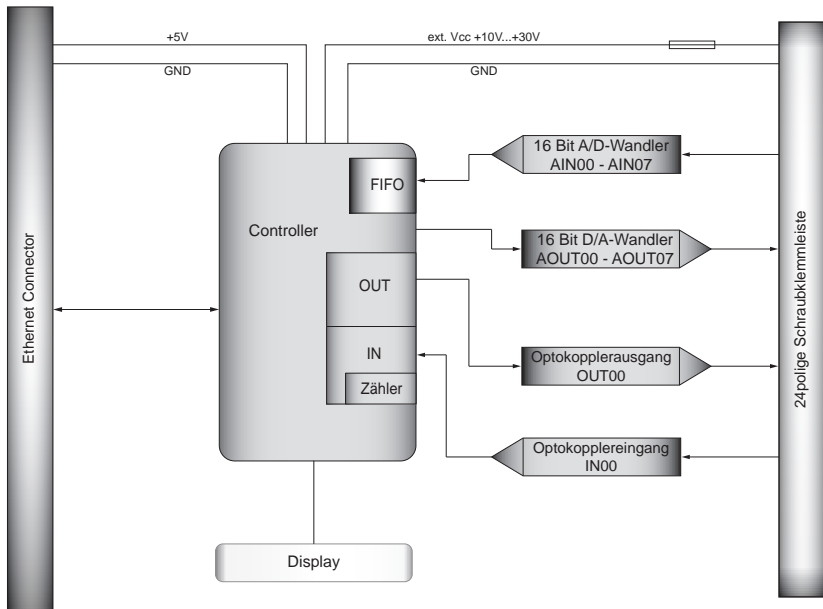 +5V
ext. Vcc +10V...+30V
GND
GND
16 Bit A/D-Wandler
AIN00 - AIN07
FIFO
Controller
16 Bit D/A-Wandler
AOUT00 - AOUT07
OUT
Ethernet Connector
24polige Schraubklemmleiste
IN
Optokopplerausgang
OUT00
Zähler
Optokopplereingang
IN00
Display